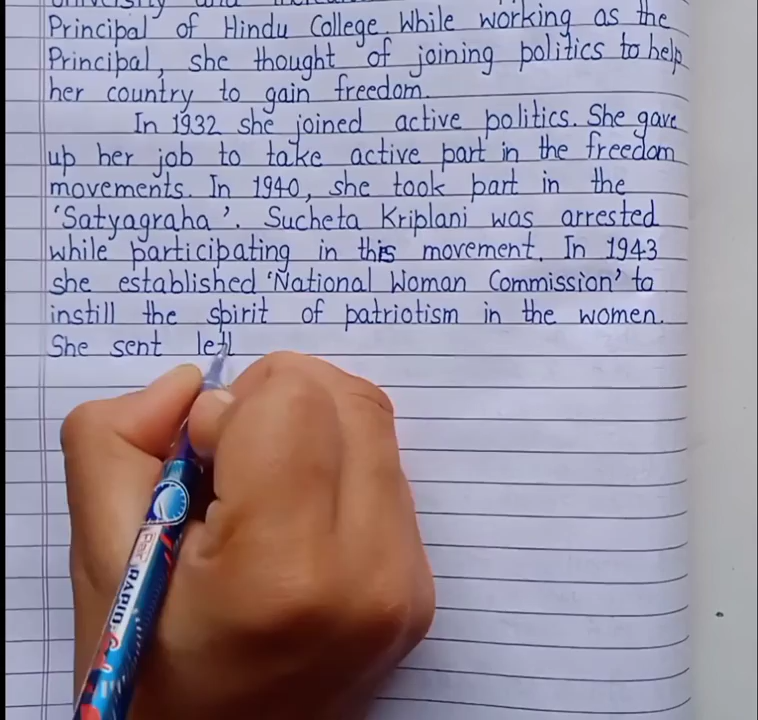 Principal of Hindu College. While working as the
Principal, she thought of joining politics to help
her country to gain freedom.
In 1932 she joined active politics. She gave
up her job to take active part in the freedom
movements. In 1940, she took part in the
'Satyagraha'. Sucheta Kriplani was arrested
while participating in this movement. In 1943
she established 'National Woman Commission' to
instill the spirit of patriotism in the women.
She sent lett
RAPID